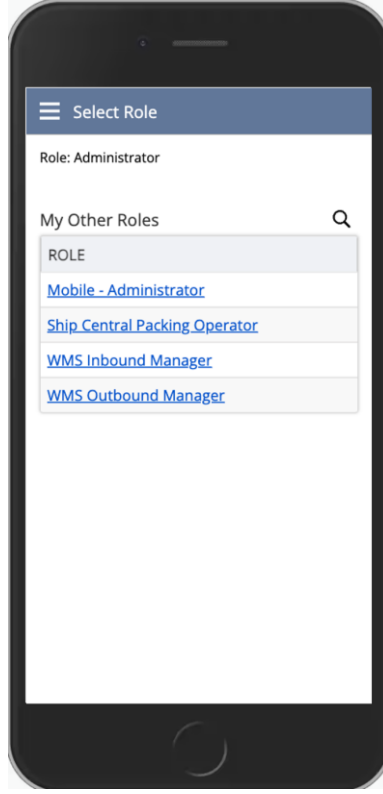 Select Role
Role: Administrator
My Other Roles
ROLE
Mobile - Administrator
Ship Central Packing Operator
WMS Inbound Manager
WMS Outbound Manager